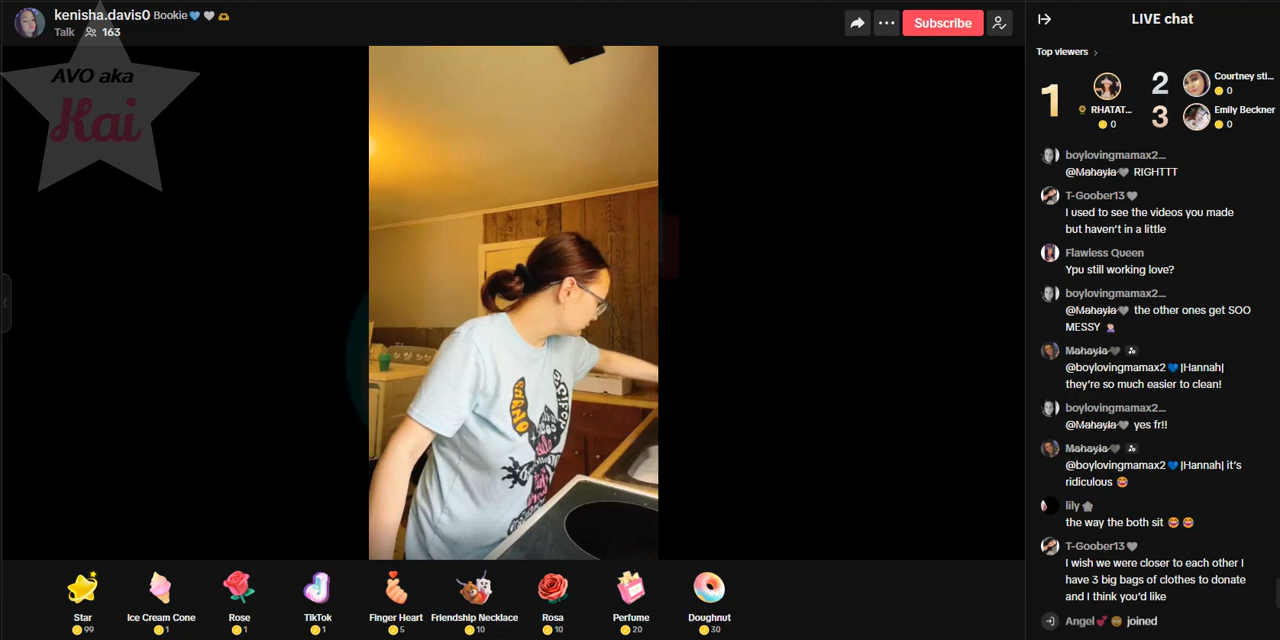 kenisha.davis0 Bookie💙🤍🫶
Talk 163
Subscribe
AVO aka
Kai
LIVE chat
Top viewers >
1
RHATAT...
0
2
Courtney sti...
0
3
Emily Beckner
0
boylovingmamax2...
@Mahayla🤍 RIGHTTT
T-Goober13🤍
I used to see the videos you made
but haven't in a little
Flawless Queen
Ypu still working love?
boylovingmamax2...
@Mahayla🤍 the other ones get SOO
MESSY 🤦🏻‍♀️
Mahayla🤍
@boylovingmamax2💙|Hannah|
they're so much easier to clean!
boylovingmamax2...
@Mahayla🤍 yes fr!!
Mahayla🤍
@boylovingmamax2💙|Hannah| it's
ridiculous 😂
lily
the way the both sit 😂 😂
T-Goober13🤍
I wish we were closer to each other I
have 3 big bags of clothes to donate
and I think you'd like
Angel💕 joined
Star
99
Ice Cream Cone
1
Rose
1
TikTok
1
Finger Heart
5
Friendship Necklace
10
Rosa
10
Perfume
20
Doughnut
30